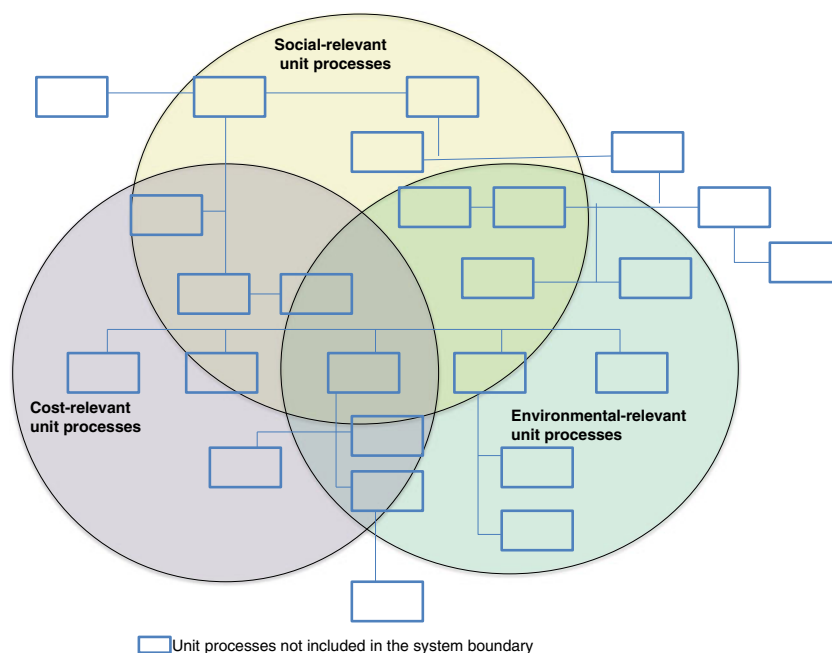 Social-relevant
unit processes
Cost-relevant
unit processes
Environmental-relevant
unit processes
Unit processes not included in the system boundary